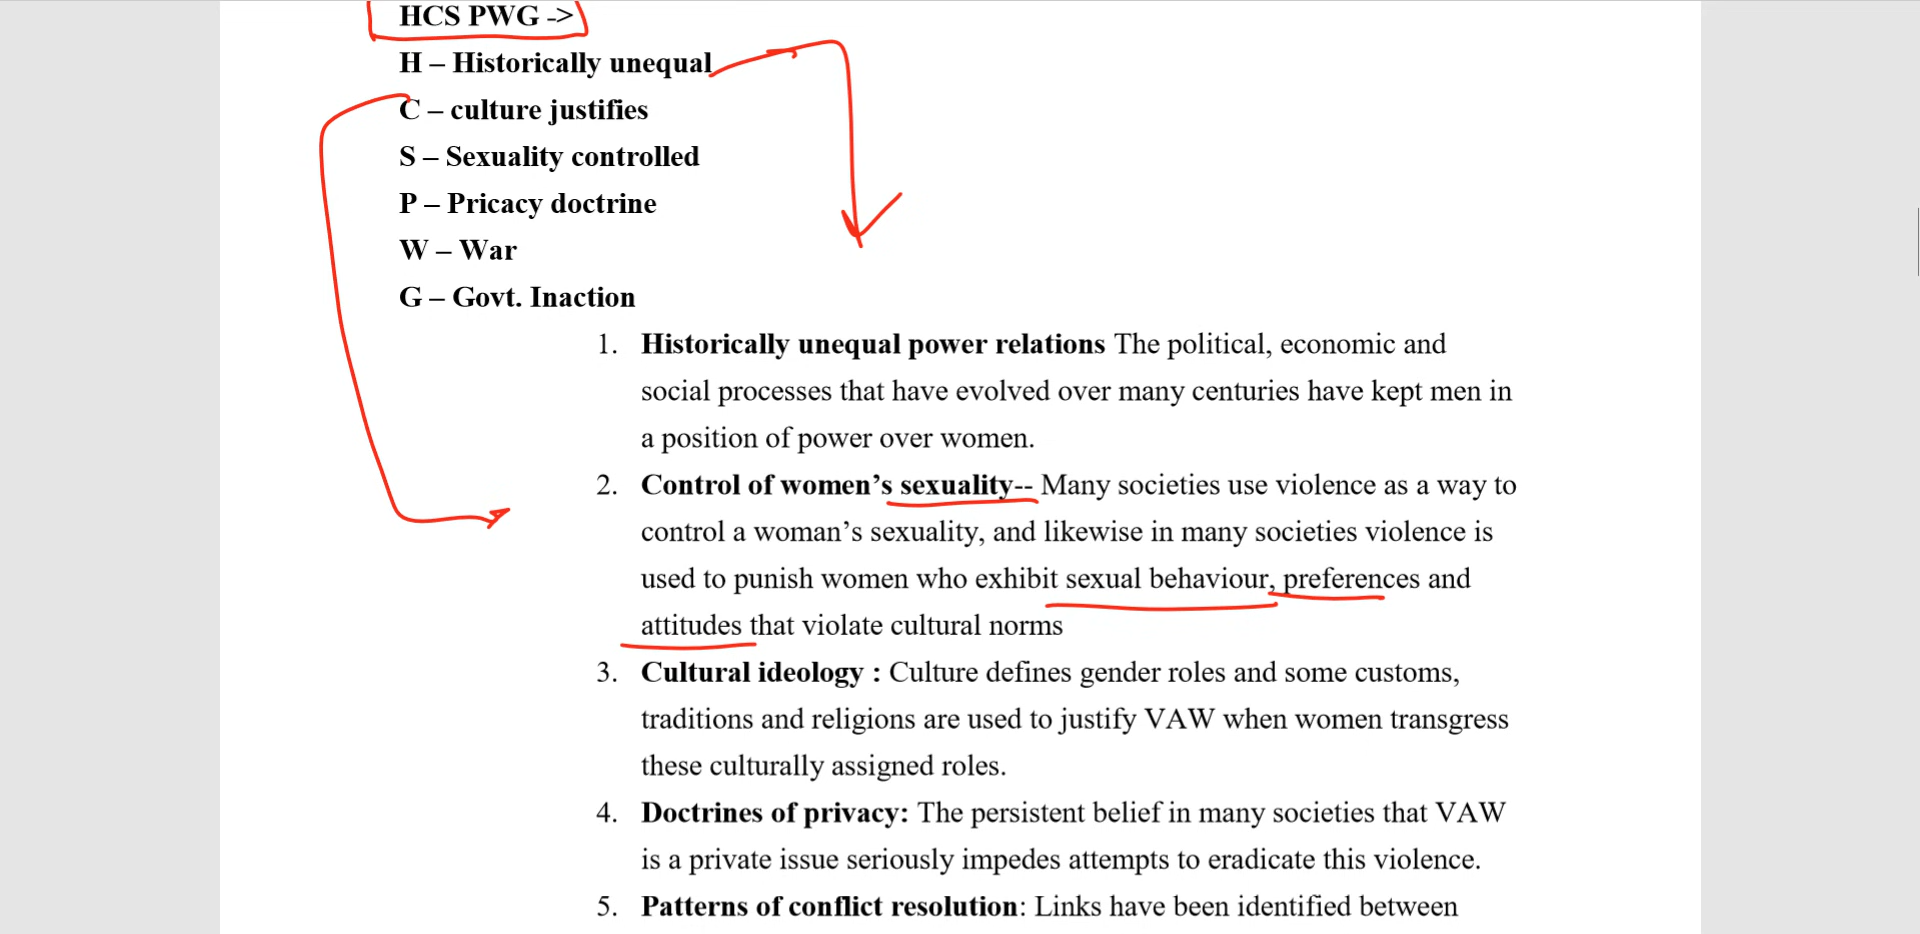 HCS PWG ->
H – Historically unequal
C – culture justifies
S – Sexuality controlled
P – Pricacy doctrine
W – War
G – Govt. Inaction
1. Historically unequal power relations The political, economic and
social processes that have evolved over many centuries have kept men in
a position of power over women.
2. Control of women’s sexuality-- Many societies use violence as a way to
control a woman’s sexuality, and likewise in many societies violence is
used to punish women who exhibit sexual behaviour, preferences and
attitudes that violate cultural norms
3. Cultural ideology : Culture defines gender roles and some customs,
traditions and religions are used to justify VAW when women transgress
these culturally assigned roles.
4. Doctrines of privacy: The persistent belief in many societies that VAW
is a private issue seriously impedes attempts to eradicate this violence.
5. Patterns of conflict resolution: Links have been identified between